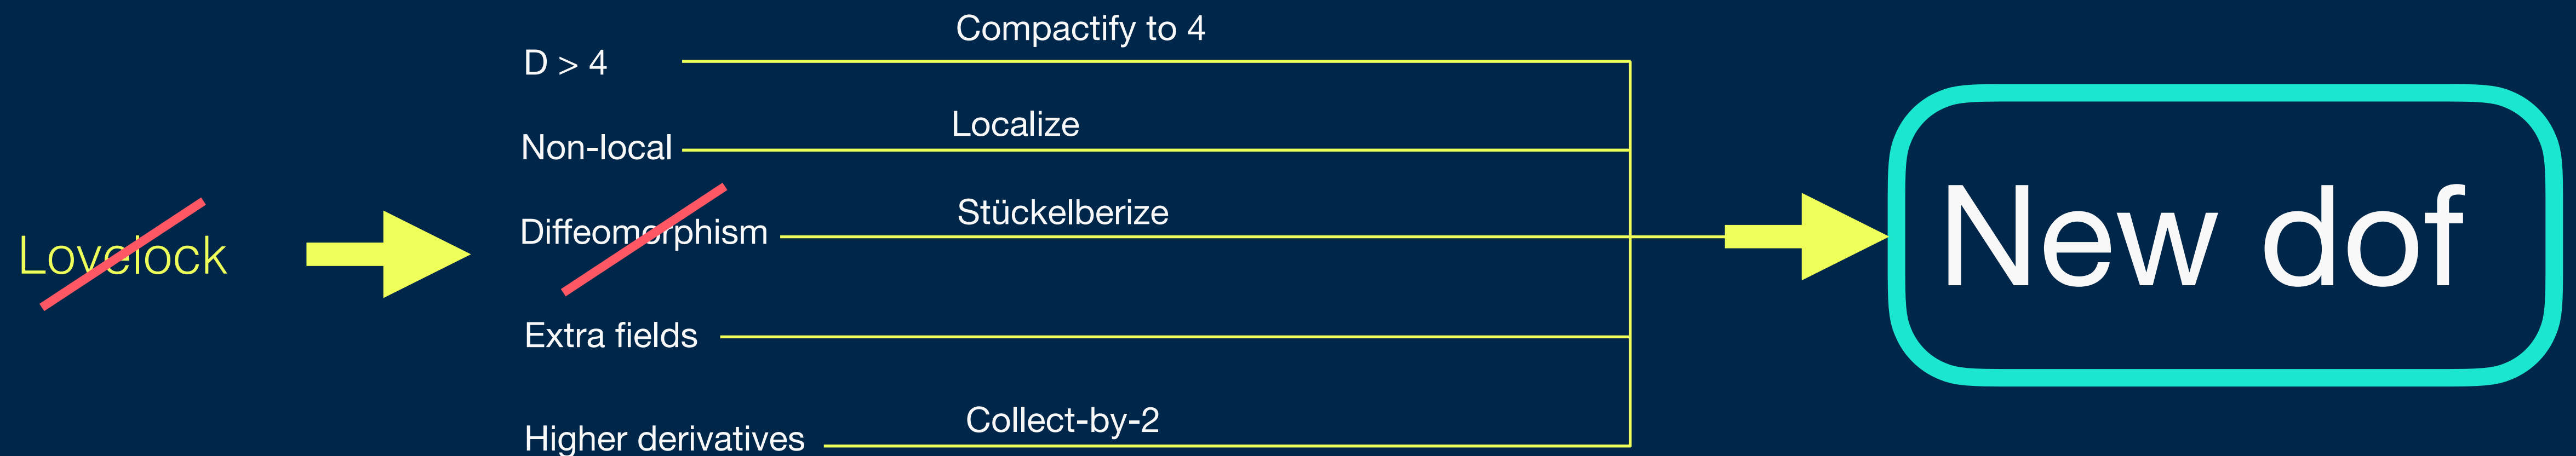 Lovelock
D > 4
Compactify to 4
Non-local
Localize
Diffeomorphism
Stückelberize
Extra fields
Higher derivatives
Collect-by-2
New dof